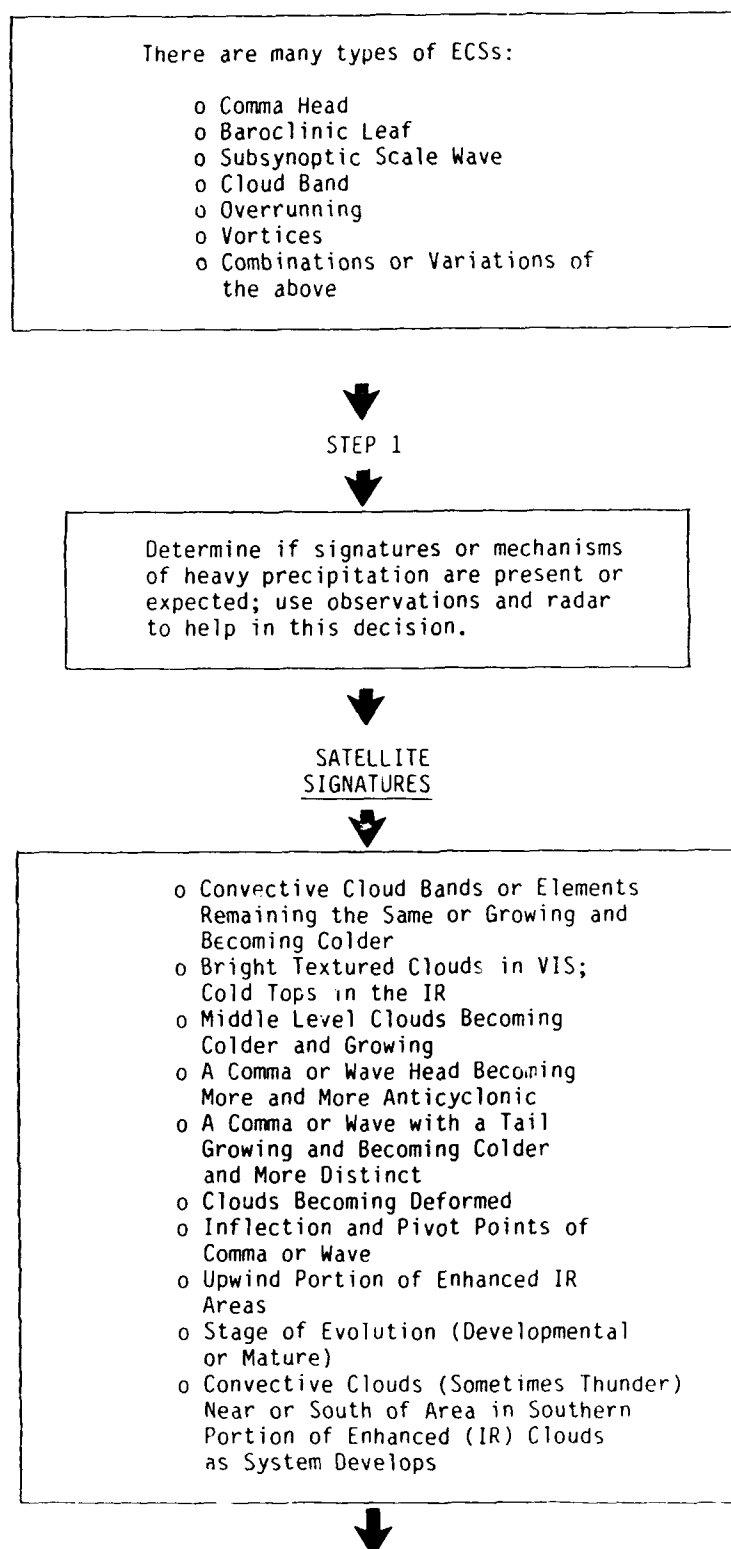 There are many types of ECSs:
o Comma Head
o Baroclinic Leaf
o Subsynoptic Scale Wave
o Cloud Band
o Overrunning
o Vortices
o Combinations or Variations of
the above
STEP 1
Determine if signatures or mechanisms
of heavy precipitation are present or
expected; use observations and radar
to help in this decision.
SATELLITE
SIGNATURES
o Convective Cloud Bands or Elements
Remaining the Same or Growing and
Becoming Colder
o Bright Textured Clouds in VIS;
Cold Tops in the IR
o Middle Level Clouds Becoming
Colder and Growing
o A Comma or Wave Head Becoming
More and More Anticyclonic
o A Comma or Wave with a Tail
Growing and Becoming Colder
and More Distinct
o Clouds Becoming Deformed
o Inflection and Pivot Points of
Comma or Wave
o Upwind Portion of Enhanced IR
Areas
o Stage of Evolution (Developmental
or Mature)
o Convective Clouds (Sometimes Thunder)
Near or South of Area in Southern
Portion of Enhanced (IR) Clouds
as System Develops